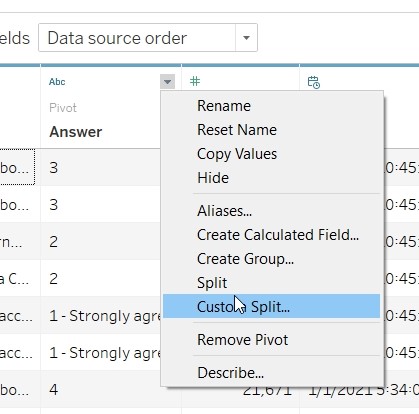 elds Data source order
Abc #
Pivot
Answer
Rename
Reset Name
Copy Values
Hide
Aliases...
Create Calculated Field...
Create Group...
Split
Custom Split...
Remove Pivot
Describe...
bo... 3 0:45:
bo... 3 0:45:
rn... 2 0:45:
a C... 2 0:45:
acc... 1 - Strongly agre 0:45:
acc... 1 - Strongly agre 0:45:
bo... 4 21,671 1/1/2021 5:34:0